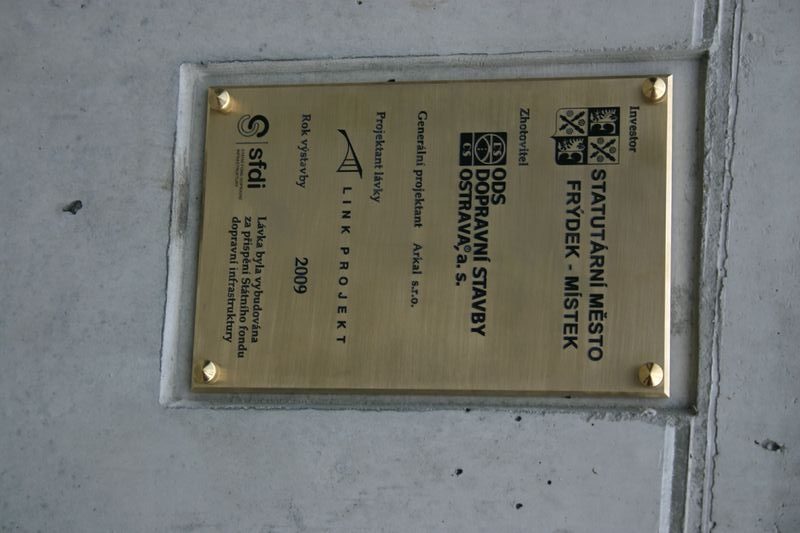 Investor
STATUTÁRNÍ MĚSTO
FRÝDEK - MÍSTEK
Zhotovitel
ODS
DOPRAVNÍ STAVBY
OSTRAVA, a. s.
Generální projektant Arkal s.r.o.
Projektant lávky
LINK PROJEKT
Rok výstavby 2009
sfdi
Lávka byla vybudována
za přispění Státního fondu
dopravní infrastruktury